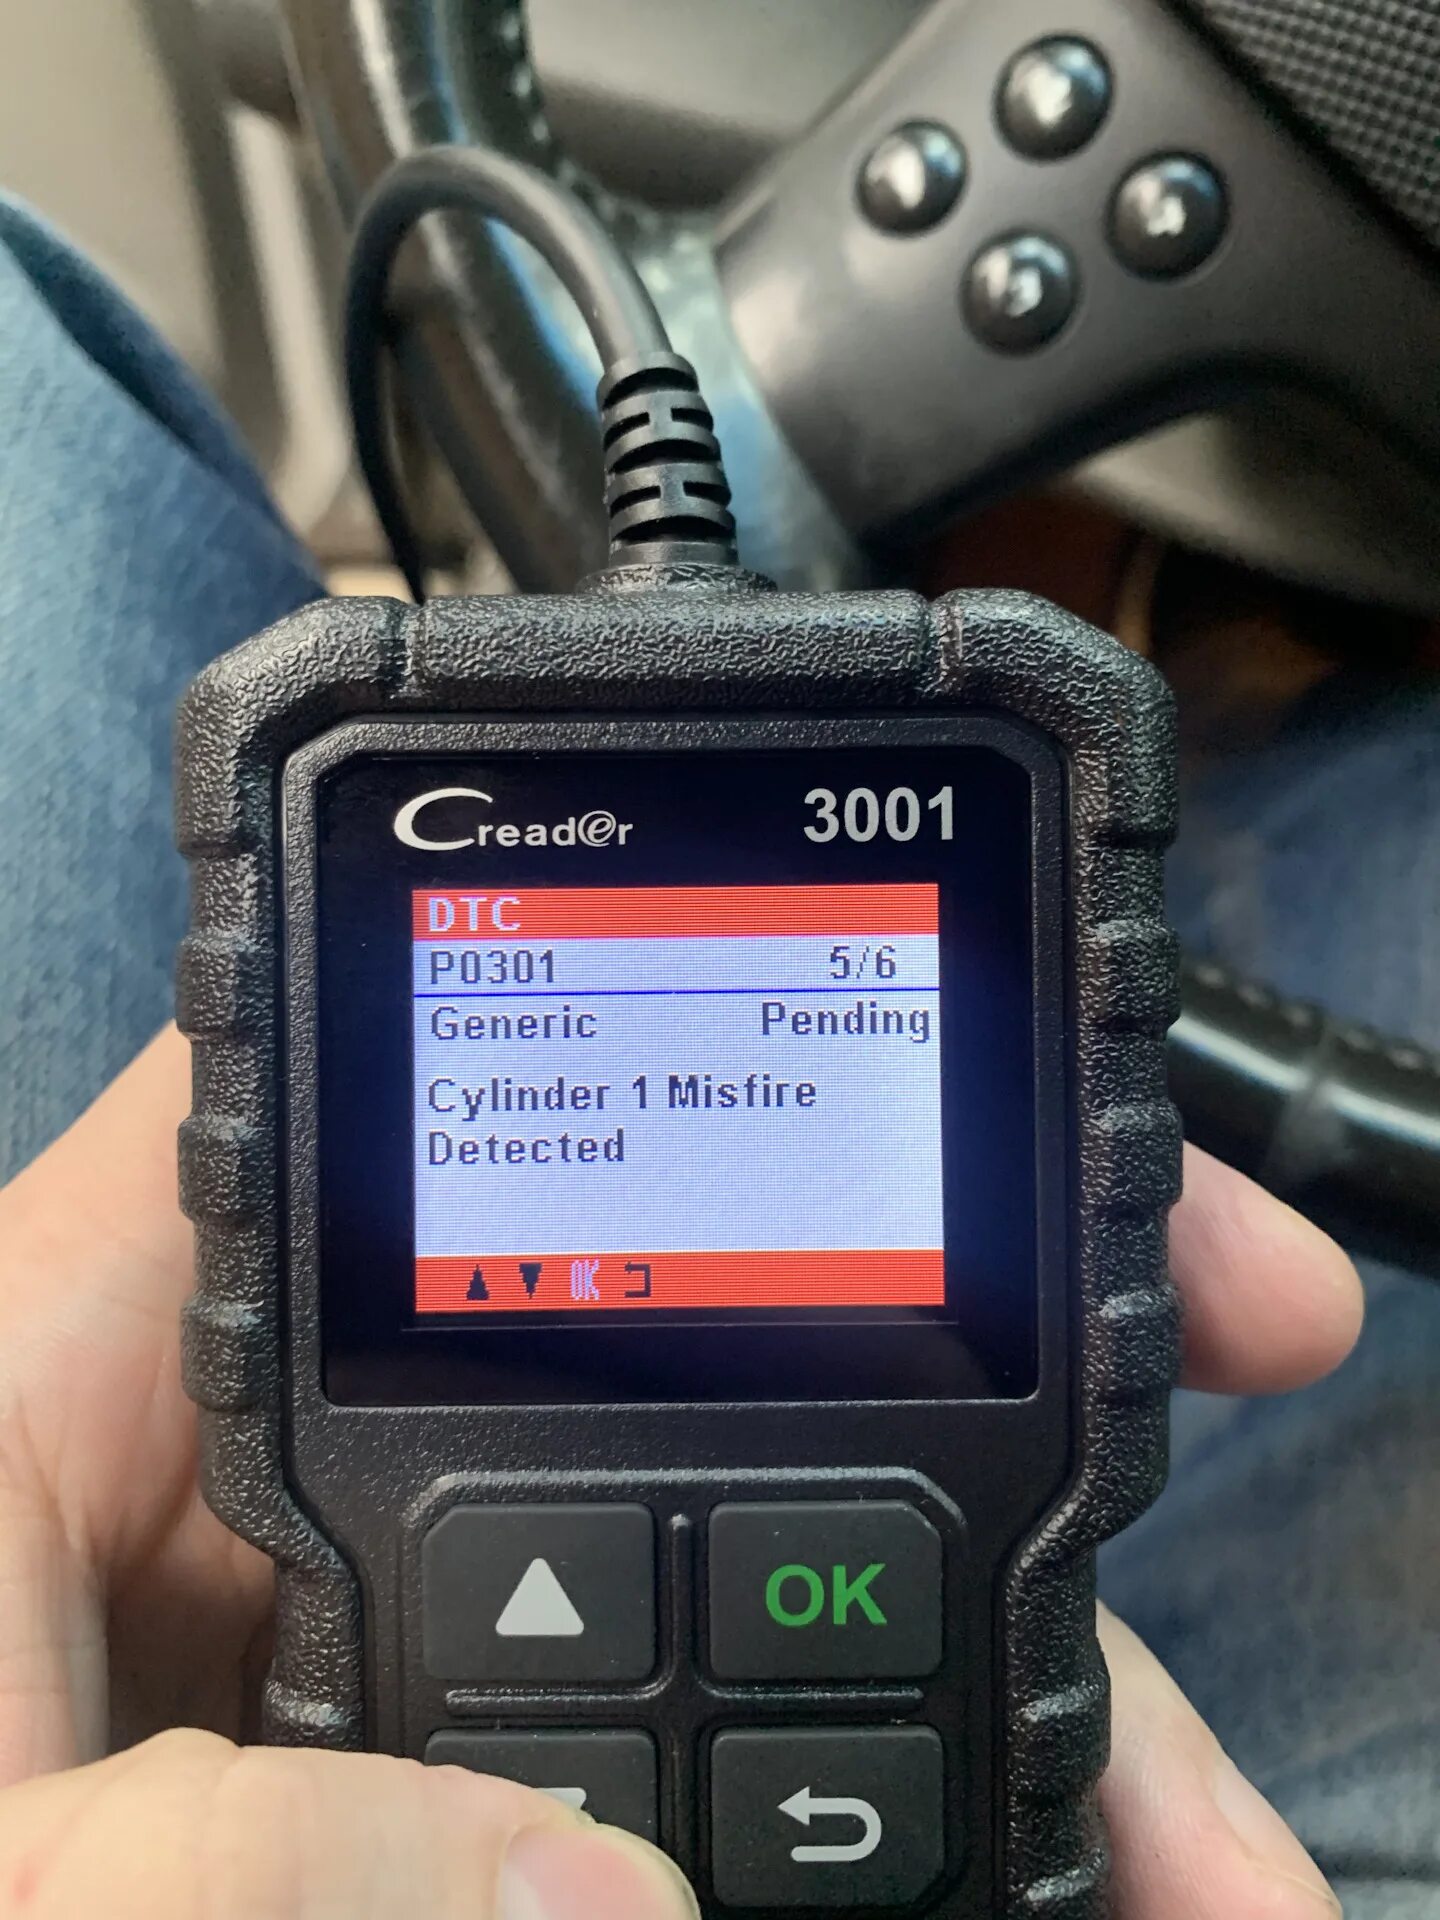 Creader 3001
DTC
P0301 5/6
Generic Pending
Cylinder 1 Misfire
Detected
OK
OK